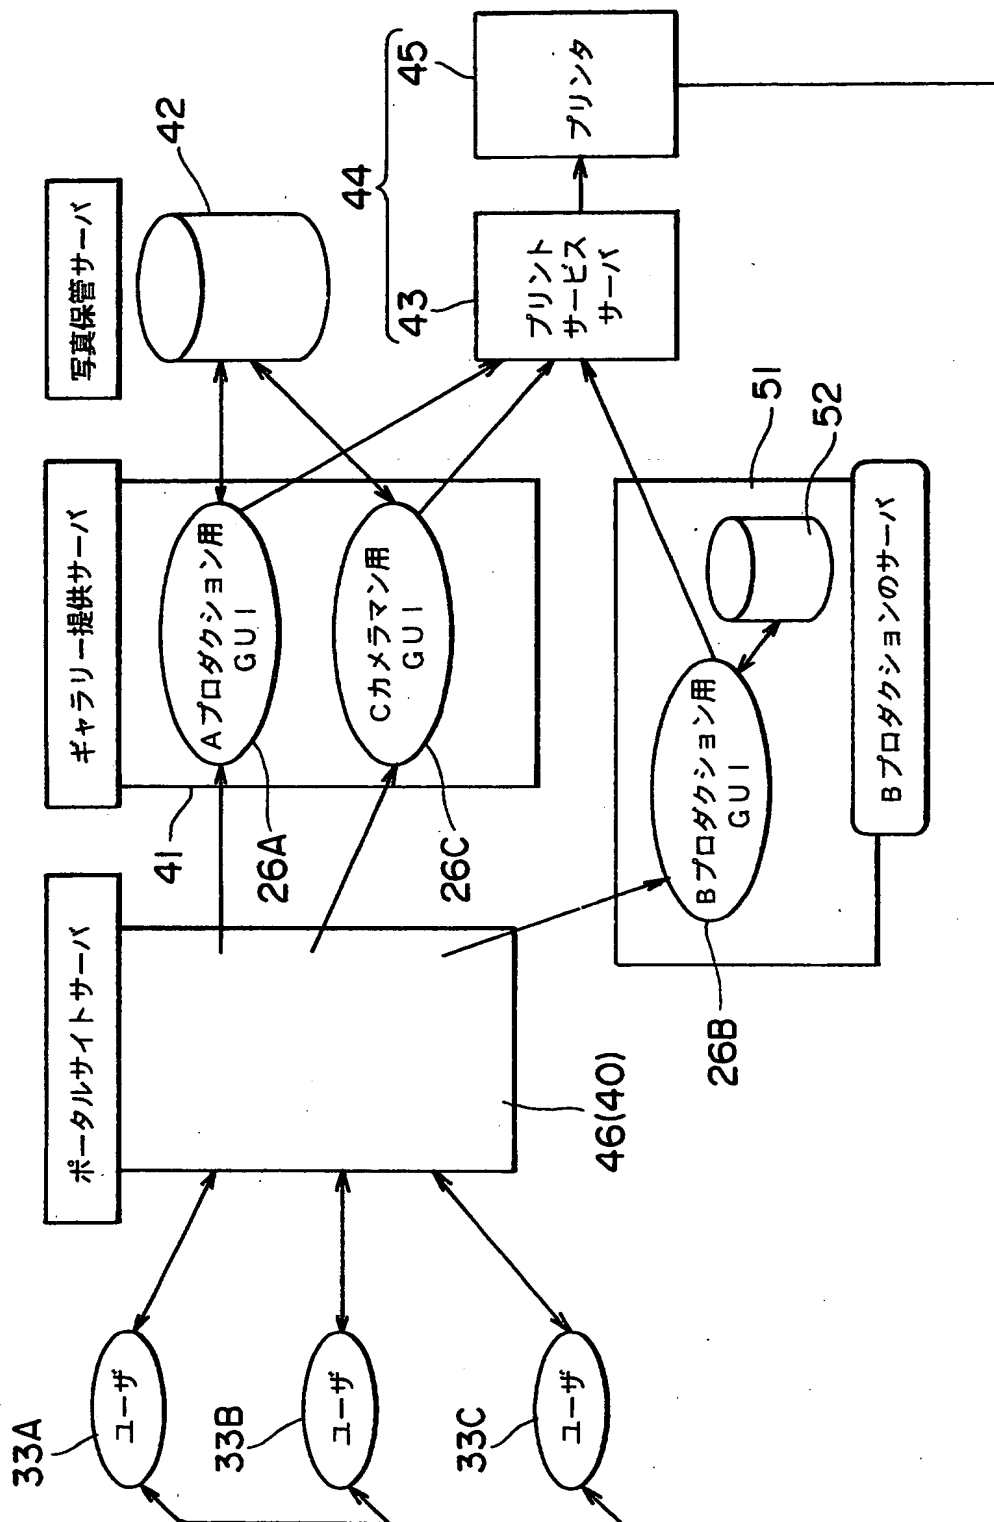 ポータルサイトサーバ
ギャラリー提供サーバ
写真保管サーバ
42
44
45
プリンタ
43
プリント
サービス
サーバ
41
Aプロダクション用
GUI
26A
Cカメラマン用
GUI
26C
46(40)
33A
ユーザ
33B
ユーザ
33C
ユーザ
51
52
Bプロダクション用
GUI
26B
Bプロダクションのサーバ